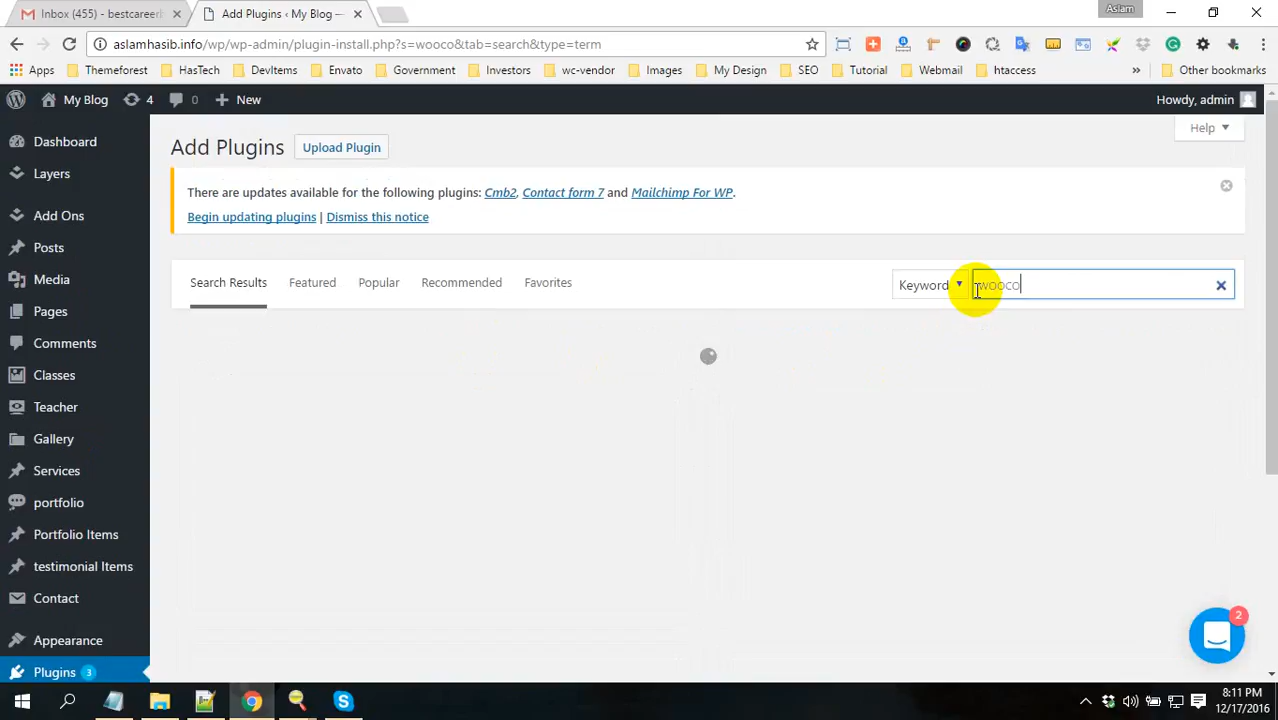 Inbox (455) - bestcareerl
Add Plugins ‹ My Blog —
Aslam
aslamhasib.info/wp/wp-admin/plugin-install.php?s=wooco&tab=search&type=term
Apps Themeforest HasTech DevItems Envato Government Investors wc-vendor Images My Design SEO Tutorial Webmail htaccess » Other bookmarks
My Blog 4 0 + New Howdy, admin
Help
Add Plugins Upload Plugin
There are updates available for the following plugins: Cmb2, Contact form 7 and Mailchimp For WP.
Begin updating plugins | Dismiss this notice
Search Results Featured Popular Recommended Favorites Keyword wooco
Dashboard
Layers
Add Ons
Posts
Media
Pages
Comments
Classes
Teacher
Gallery
Services
portfolio
Portfolio Items
testimonial Items
Contact
Appearance
Plugins 3
2
8:11 PM
12/17/2016